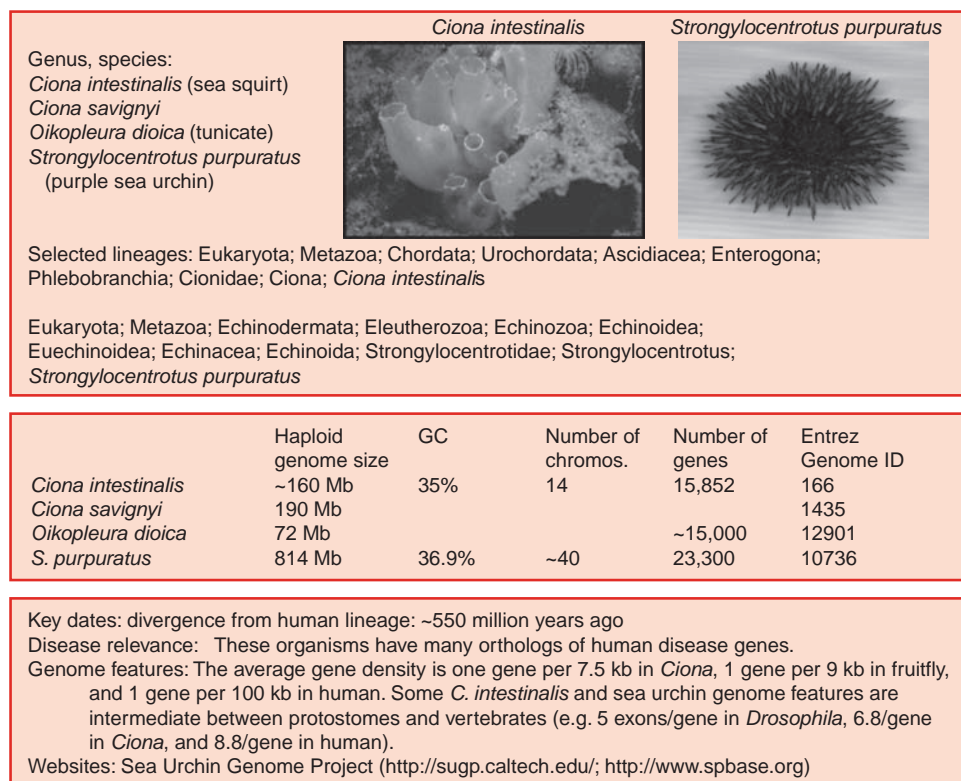 Ciona intestinalis Strongylocentrotus purpuratus
Genus, species:
Ciona intestinalis (sea squirt)
Ciona savignyi
Oikopleura dioica (tunicate)
Strongylocentrotus purpuratus
(purple sea urchin)
Selected lineages: Eukaryota; Metazoa; Chordata; Urochordata; Ascidiacea; Enterogona;
Phlebobranchia; Cionidae; Ciona; Ciona intestinalis
Eukaryota; Metazoa; Echinodermata; Eleutherozoa; Echinozoa; Echinoidea;
Euechinoidea; Echinacea; Echinoida; Strongylocentrotidae; Strongylocentrotus;
Strongylocentrotus purpuratus
Haploid GC Number of Number of Entrez
genome size chromos. genes Genome ID
Ciona intestinalis ~160 Mb 35% 14 15,852 166
Ciona savignyi 190 Mb 1435
Oikopleura dioica 72 Mb ~15,000 12901
S. purpuratus 814 Mb 36.9% ~40 23,300 10736
Key dates: divergence from human lineage: ~550 million years ago
Disease relevance: These organisms have many orthologs of human disease genes.
Genome features: The average gene density is one gene per 7.5 kb in Ciona, 1 gene per 9 kb in fruitfly,
and 1 gene per 100 kb in human. Some C. intestinalis and sea urchin genome features are
intermediate between protostomes and vertebrates (e.g. 5 exons/gene in Drosophila, 6.8/gene
in Ciona, and 8.8/gene in human).
Websites: Sea Urchin Genome Project (http://sugp.caltech.edu/; http://www.spbase.org)